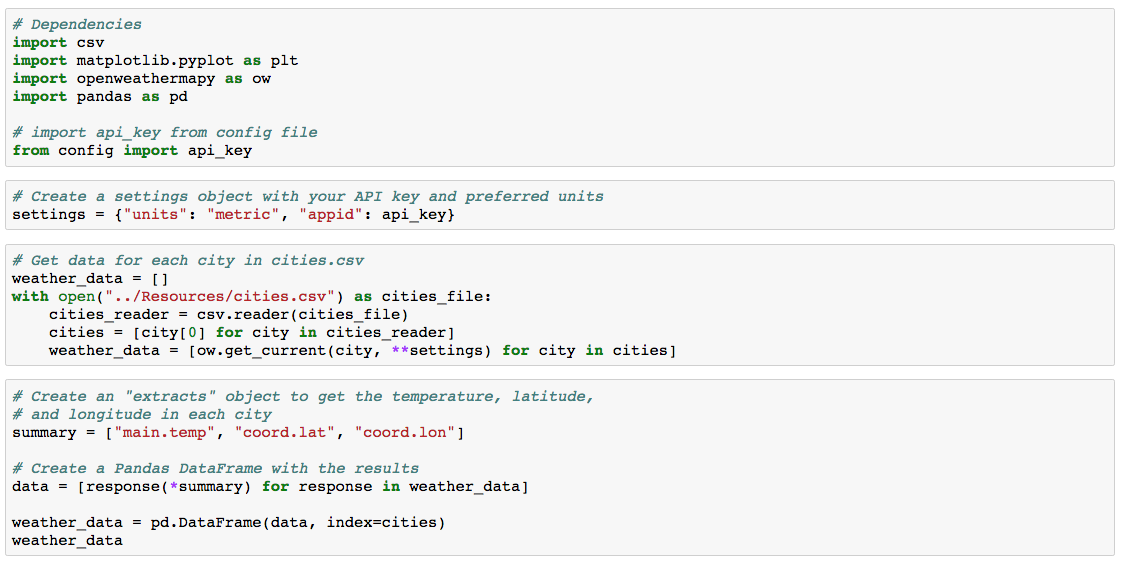 # Dependencies
import csv
import matplotlib.pyplot as plt
import openweathermapy as ow
import pandas as pd
# import api_key from config file
from config import api_key
# Create a settings object with your API key and preferred units
settings = {"units": "metric", "appid": api_key}
# Get data for each city in cities.csv
weather_data = []
with open("../Resources/cities.csv") as cities_file:
    cities_reader = csv.reader(cities_file)
    cities = [city[0] for city in cities_reader]
    weather_data = [ow.get_current(city, **settings) for city in cities]
# Create an "extracts" object to get the temperature, latitude,
# and longitude in each city
summary = ["main.temp", "coord.lat", "coord.lon"]
# Create a Pandas DataFrame with the results
data = [response(*summary) for response in weather_data]
weather_data = pd.DataFrame(data, index=cities)
weather_data